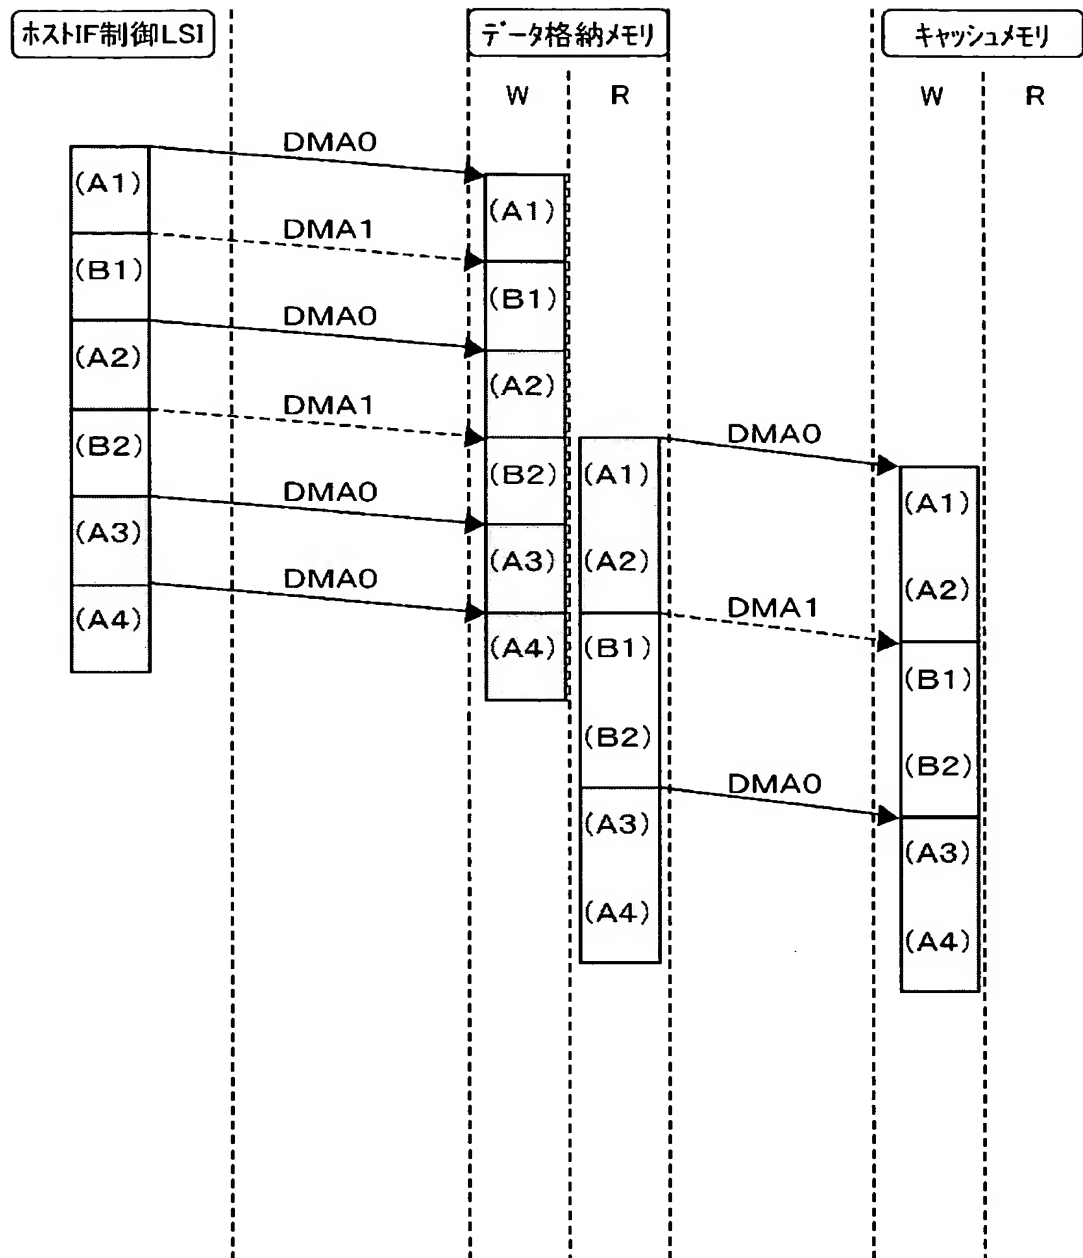 ホストIF制御LSI
データ格納メモリ
キャッシュメモリ
W
R
W
R
DMA0
(A1)
(A1)
DMA1
(B1)
(B1)
DMA0
(A2)
(A2)
DMA1
DMA0
(B2)
(B2)
(A1)
(A1)
DMA0
(A3)
(A3)
(A2)
(A2)
DMA0
DMA1
(A4)
(A4)
(B1)
(B1)
(B2)
(B2)
DMA0
(A3)
(A3)
(A4)
(A4)